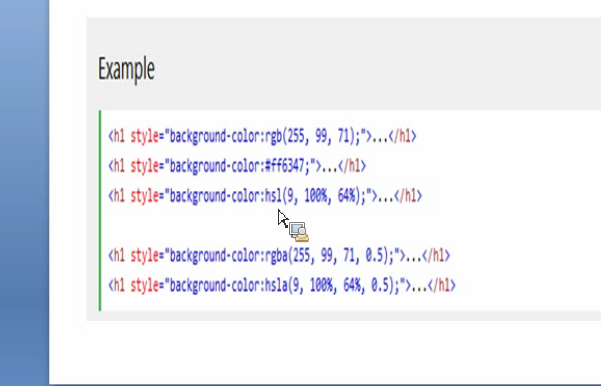 Example
<h1 style="background-color:rgb(255, 99, 71);">...</h1>
<h1 style="background-color:#ff6347;">...</h1>
<h1 style="background-color:hsl(9, 100%, 64%);">...</h1>
<h1 style="background-color:rgba(255, 99, 71, 0.5);">...</h1>
<h1 style="background-color:hsla(9, 100%, 64%, 0.5);">...</h1>